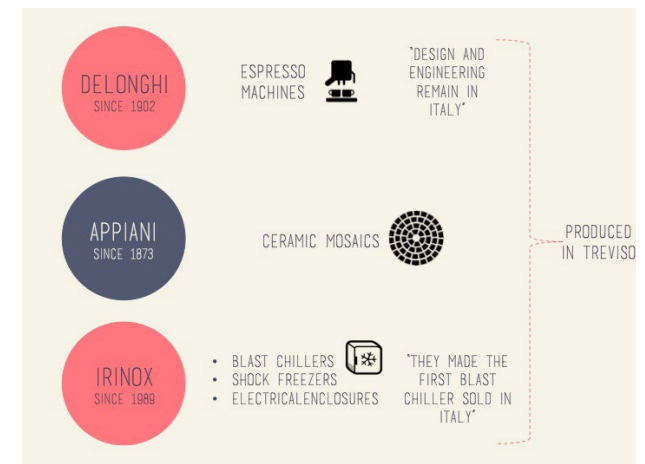 DELONGHI
SINCE 1902
ESPRESSO
MACHINES
"DESIGN AND
ENGINEERING
REMAIN IN
ITALY"
APPIANI
SINCE 1873
CERAMIC MOSAICS
PRODUCED
IN TREVISO
IRINOX
SINCE 1989
• BLAST CHILLERS
• SHOCK FREEZERS
• ELECTRICALENCLOSURES
"THEY MADE THE
FIRST BLAST
CHILLER SOLD IN
ITALY"